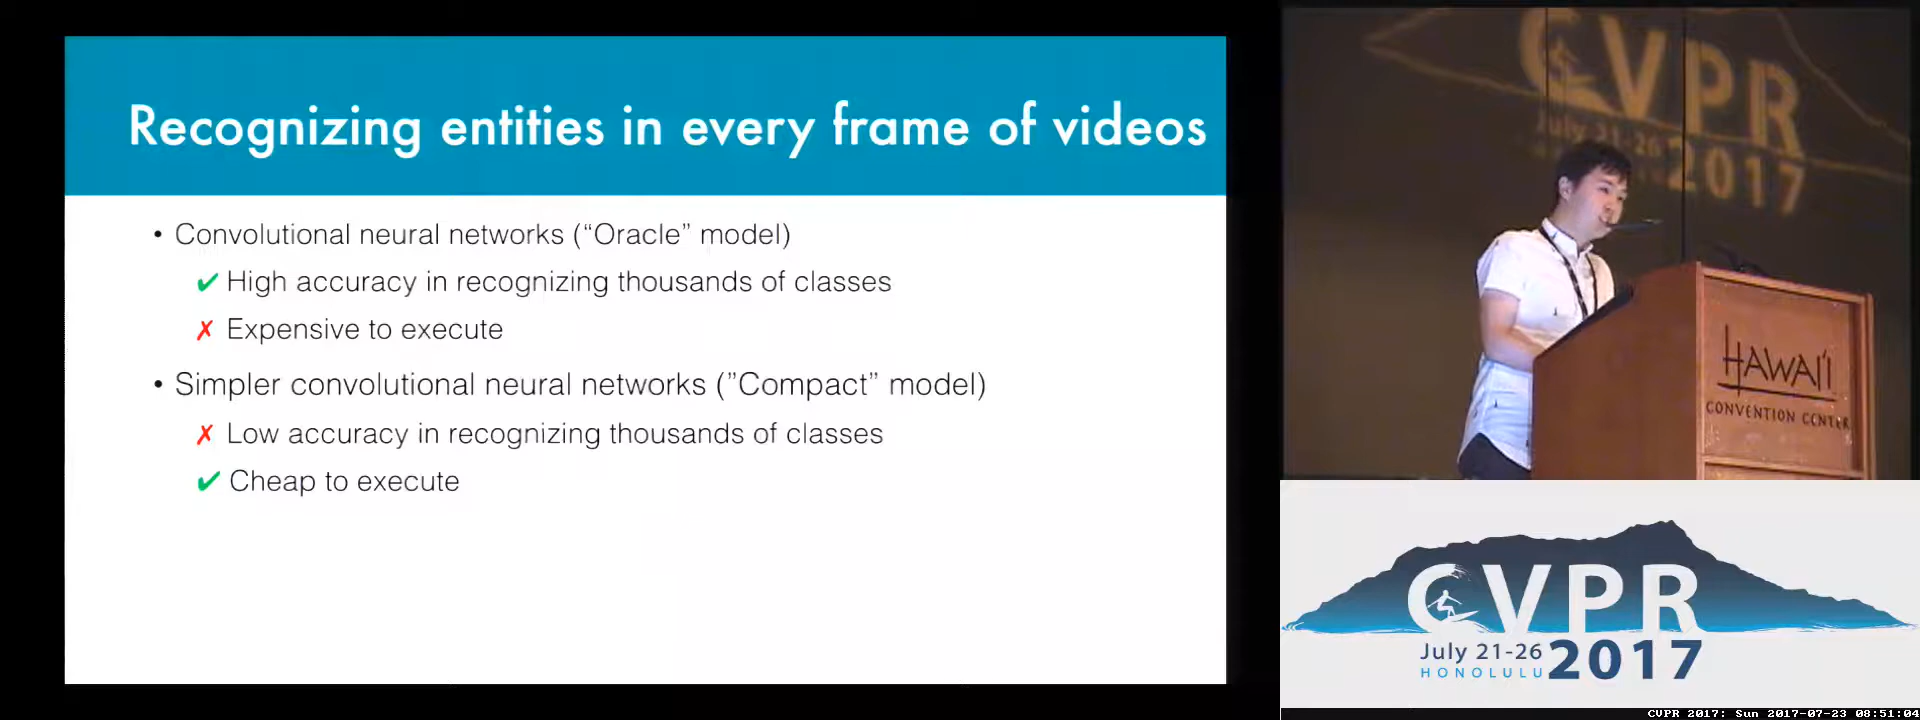 Recognizing entities in every frame of videos
• Convolutional neural networks (“Oracle” model)
✔ High accuracy in recognizing thousands of classes
✗ Expensive to execute
• Simpler convolutional neural networks (”Compact” model)
✗ Low accuracy in recognizing thousands of classes
✔ Cheap to execute
CVPR
July 21-26
2017
HAWAI'I
CONVENTION CENTER
CVPR
July 21-26
HONOLULU
2017
CVPR 2017: Sun 2017-07-23 08:51:04